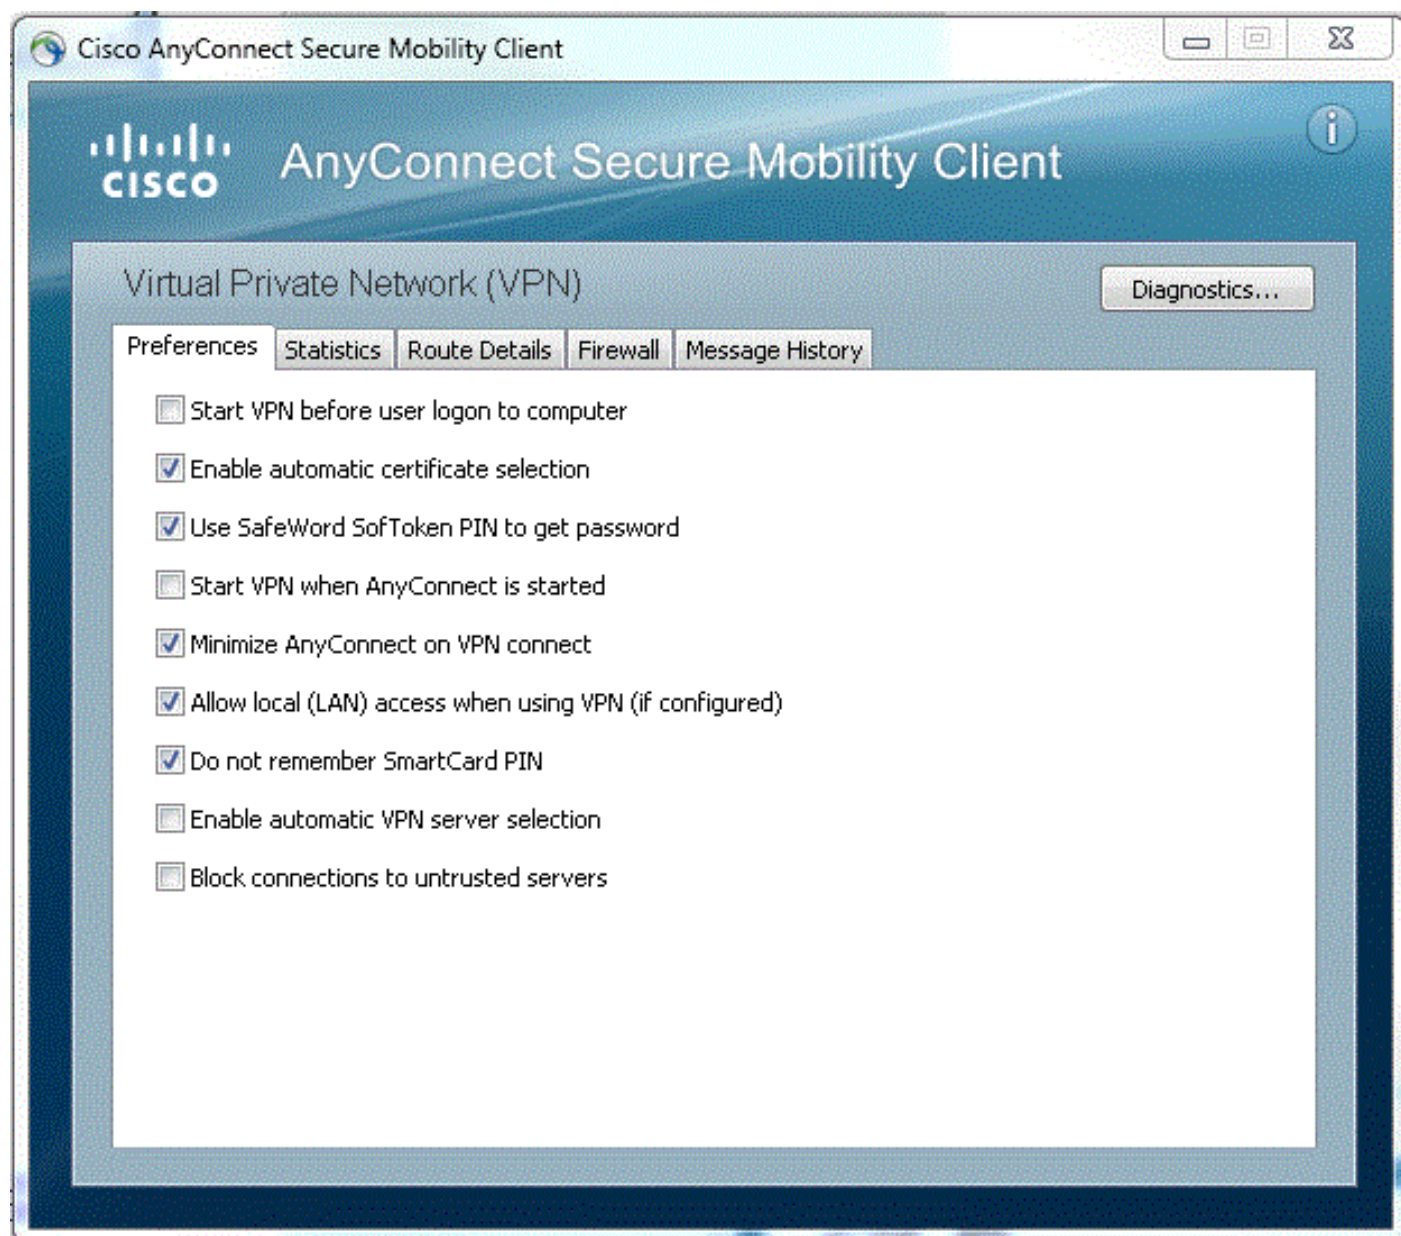 Cisco AnyConnect Secure Mobility Client
CISCO AnyConnect Secure Mobility Client
i
Virtual Private Network (VPN)
Diagnostics...
Preferences Statistics Route Details Firewall Message History
Start VPN before user logon to computer
Enable automatic certificate selection
Use SafeWord SofToken PIN to get password
Start VPN when AnyConnect is started
Minimize AnyConnect on VPN connect
Allow local (LAN) access when using VPN (if configured)
Do not remember SmartCard PIN
Enable automatic VPN server selection
Block connections to untrusted servers